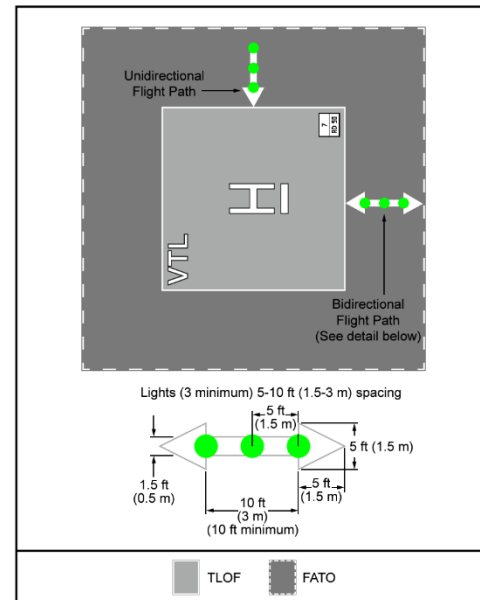 Unidirectional
Flight Path
7
RD 50
H
VTL
Bidirectional
Flight Path
(See detail below)
Lights (3 minimum) 5-10 ft (1.5-3 m) spacing
5 ft
(1.5 m)
5 ft (1.5 m)
1.5 ft
(0.5 m)
5 ft
(1.5 m)
10 ft
(3 m)
(10 ft minimum)
TLOF
FATO